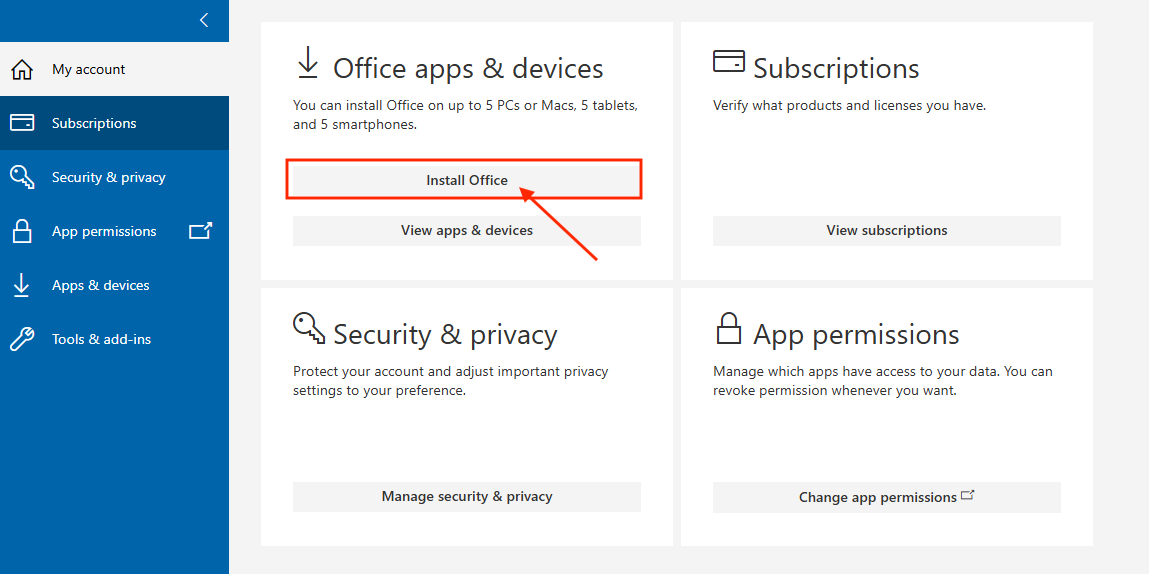 My account
Subscriptions
Security & privacy
App permissions
Apps & devices
Tools & add-ins
Office apps & devices
You can install Office on up to 5 PCs or Macs, 5 tablets,
and 5 smartphones.
Install Office
View apps & devices
Subscriptions
Verify what products and licenses you have.
View subscriptions
Security & privacy
Protect your account and adjust important privacy
settings to your preference.
Manage security & privacy
App permissions
Manage which apps have access to your data. You can
revoke permission whenever you want.
Change app permissions